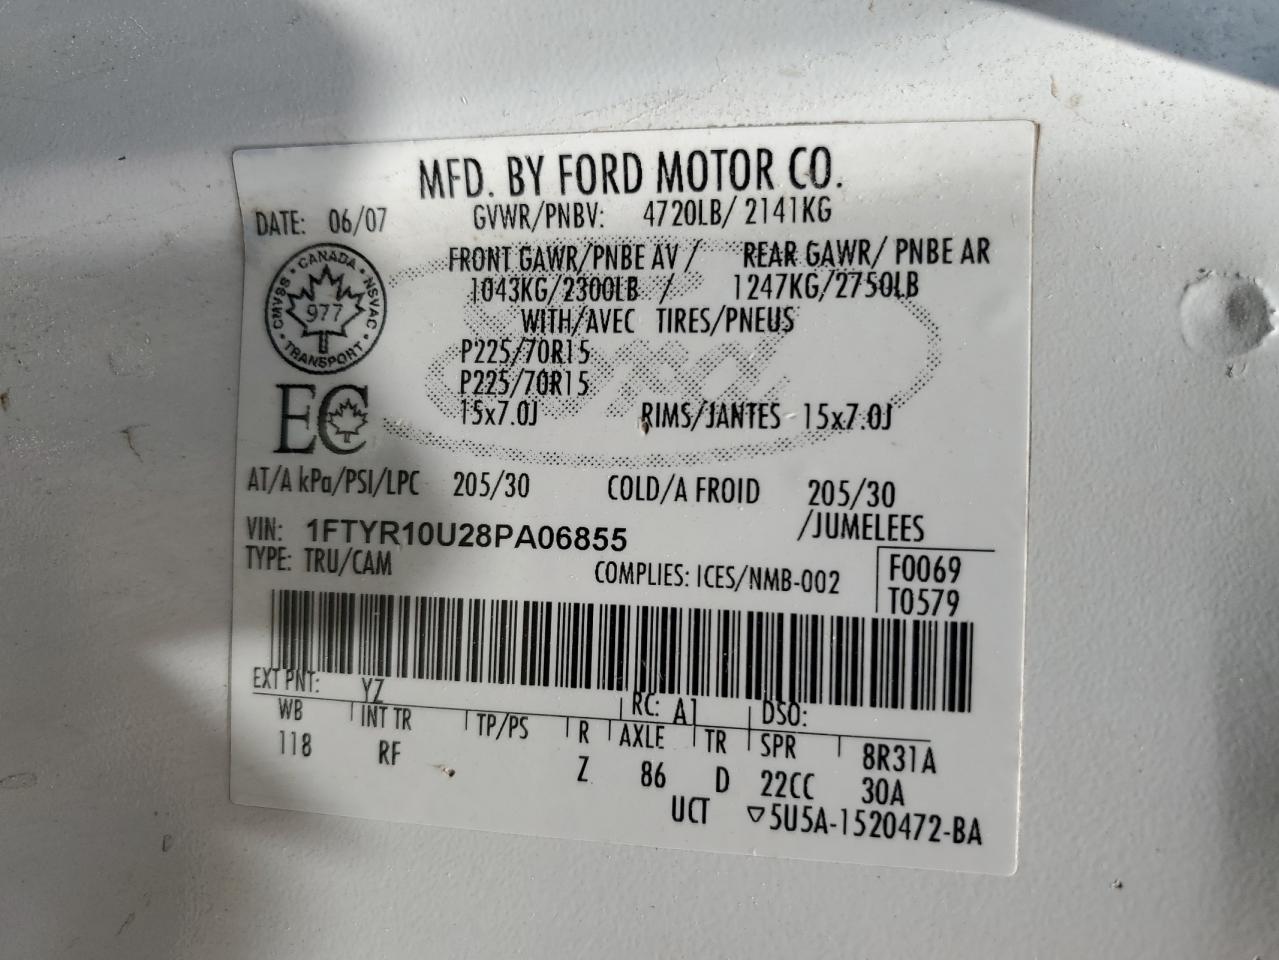 MFD. BY FORD MOTOR CO.
DATE: 06/07 GVWR/PNBV: 4720LB/ 2141KG
FRONT GAWR/PNBE AV / REAR GAWR/ PNBE AR
1043KG/2300LB / 1247KG/2750LB
WITH/AVEC TIRES/PNEUS
P225/70R15
P225/70R15
15x7.0J RIMS/JANTES 15x7.0J
CANADA
CMVSS NSVAC
977
TRANSPORT
EC
AT/A kPa/PSI/LPC 205/30 COLD/A FROID 205/30
/JUMELEES
VIN: 1FTYR10U28PA06855
TYPE: TRU/CAM COMPLIES: ICES/NMB-002
F0069
T0579
EXT PNT: YZ RC: A1 DSO:
WB INT TR TP/PS R AXLE TR SPR 8R31A
118 RF Z 86 D 22CC 30A
UCT ▽5U5A-1520472-BA